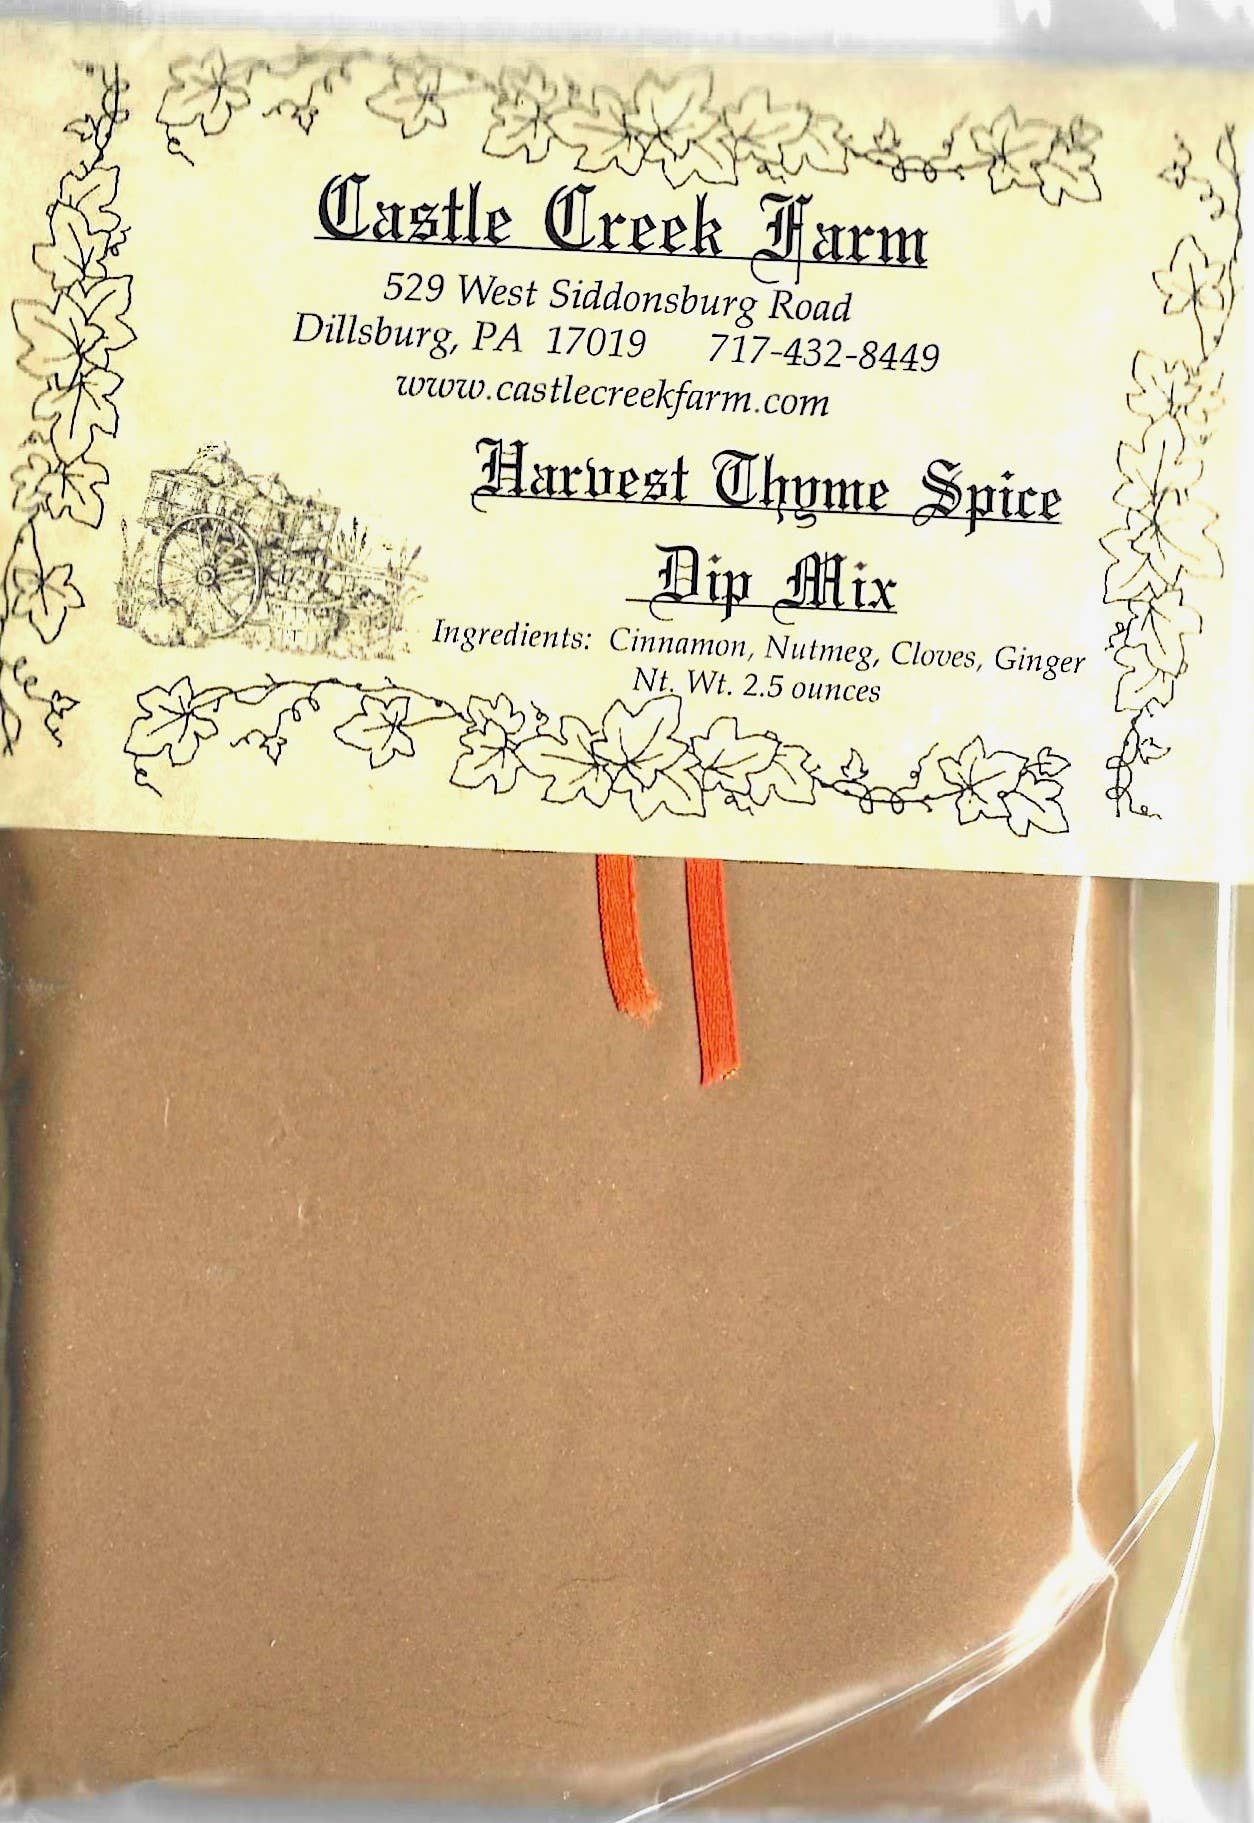 Castle Creek Farm
529 West Siddonsburg Road
Dillsburg, PA 17019 717-432-8449
www.castlecreekfarm.com
Harvest Thyme Spice
Dip Mix
Ingredients: Cinnamon, Nutmeg, Cloves, Ginger
Nt. Wt. 2.5 ounces